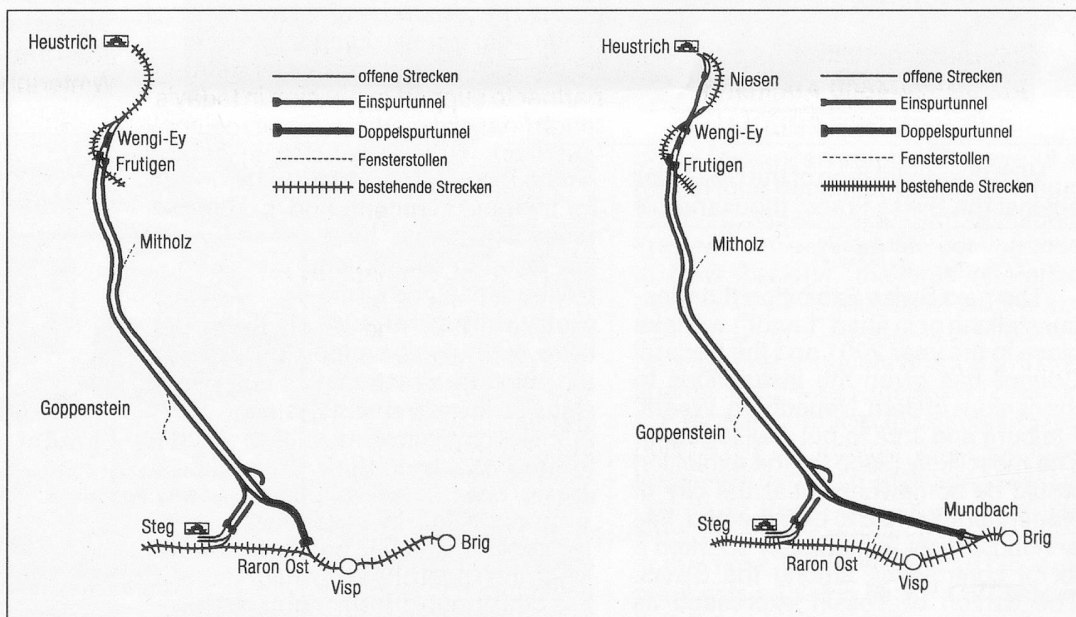 Heustrich
offene Strecken
Einspurtunnel
Doppelspurtunnel
Fensterstollen
bestehende Strecken
Wengi-Ey
Frutigen
Mitholz
Goppenstein
Steg
Raron Ost
Visp
Brig
Heustrich
Niesen
offene Strecken
Einspurtunnel
Doppelspurtunnel
Fensterstollen
bestehende Strecken
Wengi-Ey
Frutigen
Mitholz
Goppenstein
Mundbach
Steg
Raron Ost
Visp
Brig